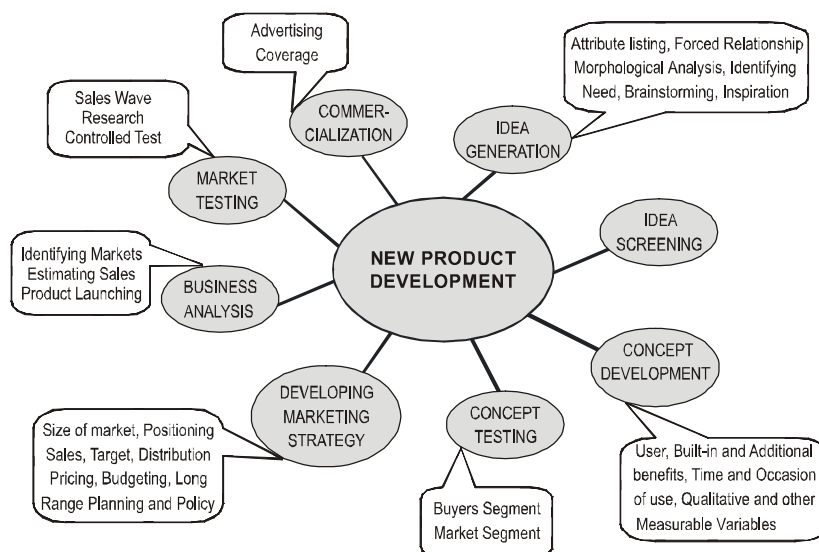 Advertising
Coverage
COMMER-
CIALIZATION
Attribute listing, Forced Relationship
Morphological Analysis, Identifying
Need, Brainstorming, Inspiration
IDEA
GENERATION
Sales Wave
Research
Controlled Test
MARKET
TESTING
IDEA
SCREENING
NEW PRODUCT
DEVELOPMENT
Identifying Markets
Estimating Sales
Product Launching
BUSINESS
ANALYSIS
CONCEPT
DEVELOPMENT
User, Built-in and Additional
benefits, Time and Occasion
of use, Qualitative and other
Measurable Variables
DEVELOPING
MARKETING
STRATEGY
Size of market, Positioning
Sales, Target, Distribution
Pricing, Budgeting, Long
Range Planning and Policy
CONCEPT
TESTING
Buyers Segment
Market Segment